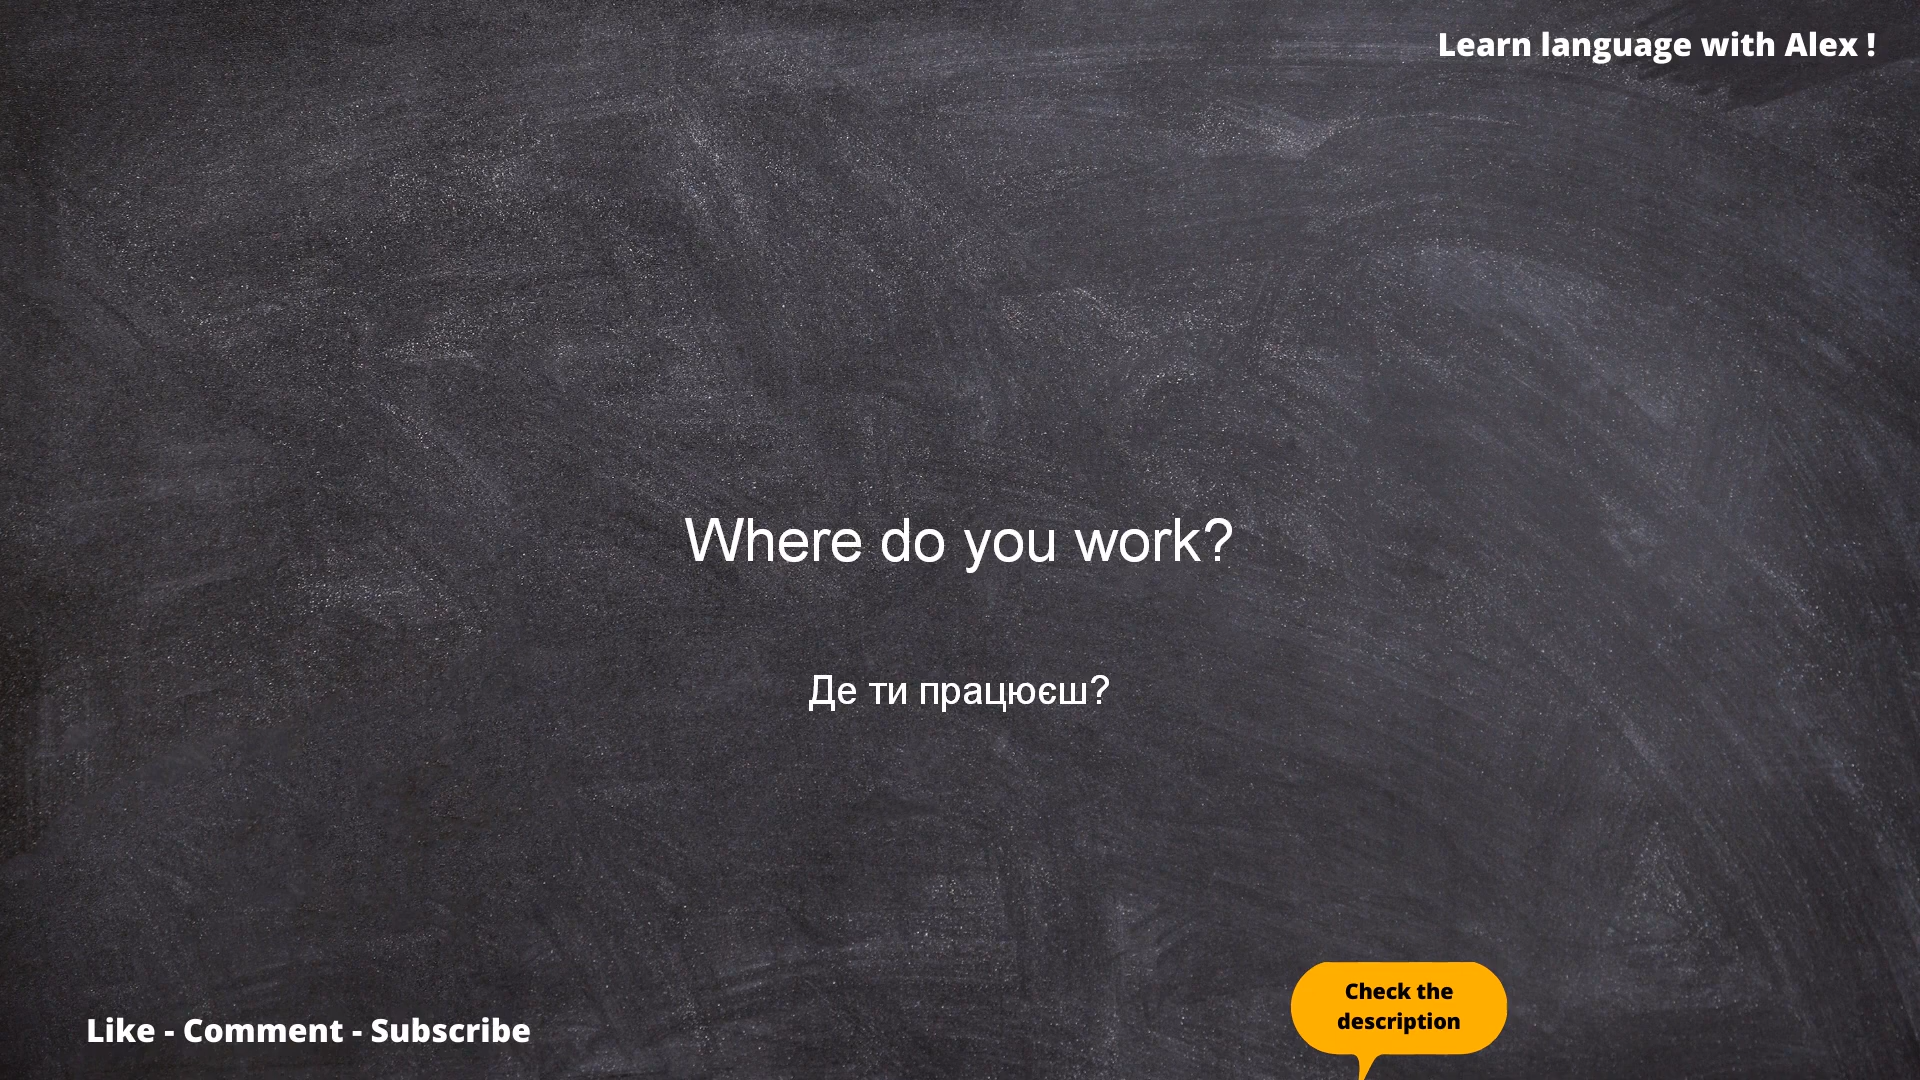 Learn language with Alex !
Where do you work?
Де ти працюєш?
Check the
description
Like - Comment - Subscribe